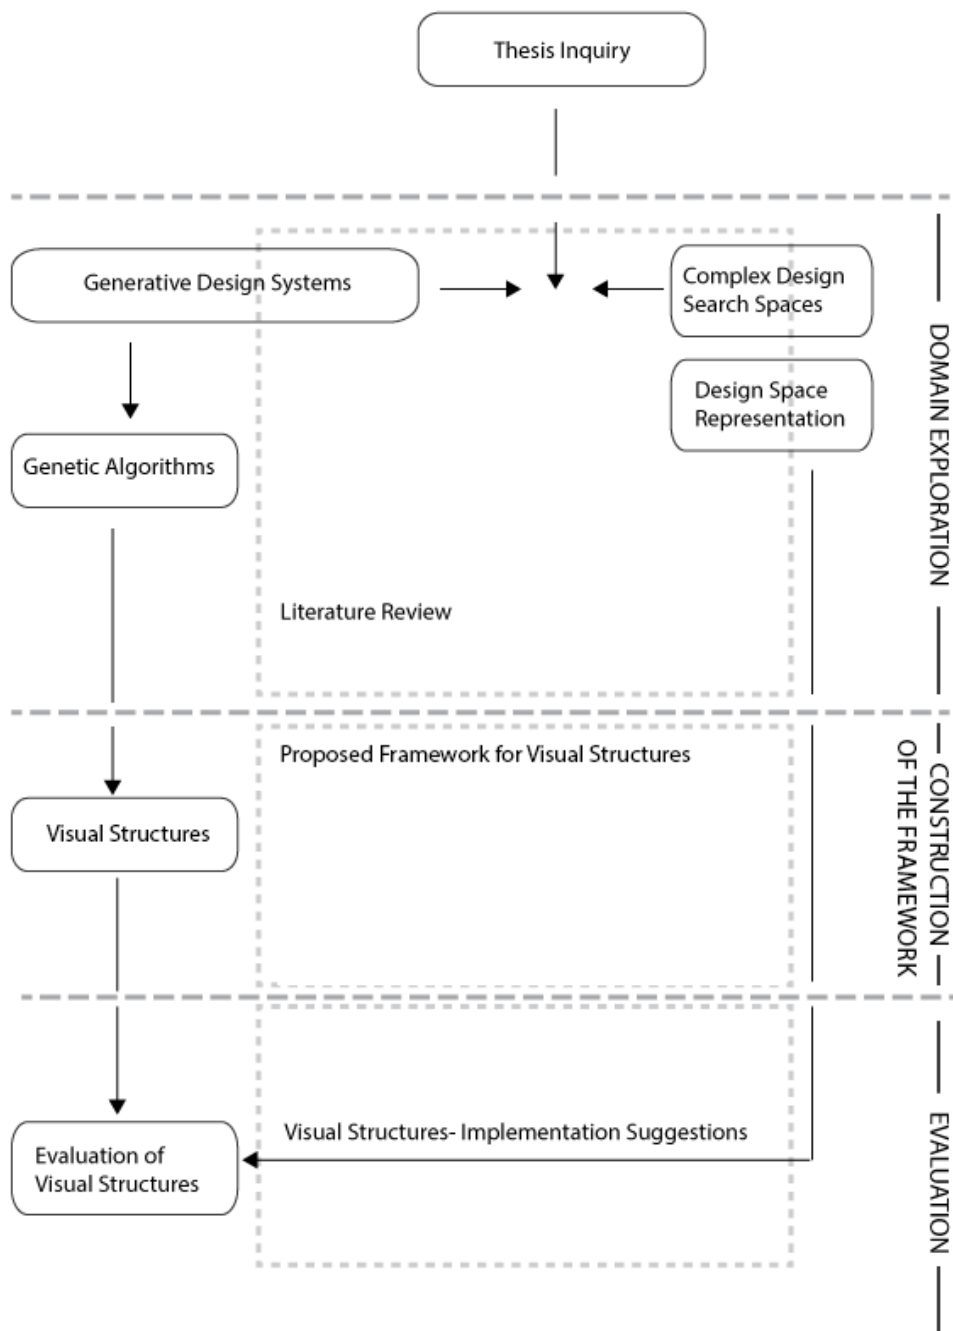 Thesis Inquiry
Generative Design Systems
Complex Design
Search Spaces
Design Space
Representation
Genetic Algorithms
Literature Review
DOMAIN EXPLORATION
Proposed Framework for Visual Structures
Visual Structures
CONSTRUCTION
OF THE FRAMEWORK
Visual Structures- Implementation Suggestions
Evaluation of
Visual Structures
EVALUATION